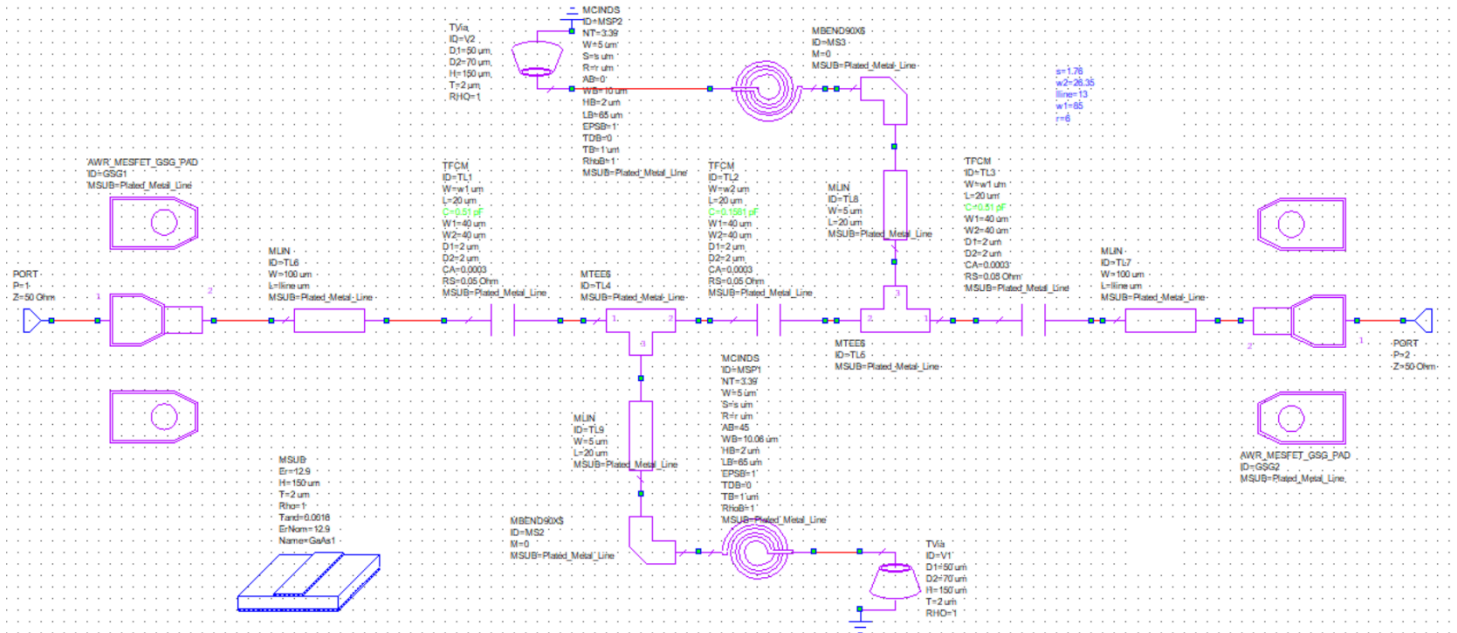 TVia
ID=V2
D1=50 um
D2=70 um
H=150 um
T=2 um
RHO=1
MCINDS
ID=MSP2
NT=3.39
W=5 um
S=s um
R=r um
AB=0
WB=10 um
HB=2 um
LB=65 um
EPSB=1
TDB=0
TB=1 um
RhoB=1
MSUB=Plated_Metal_Line
MBEND90X$
ID=MS3
M=0
MSUB=Plated_Metal_Line
s=1.76
w2=26.35
lline=13
w1=65
r=6
AWR_MESFET_GSG_PAD
ID=GSG1
MSUB=Plated_Metal_Line
TFCM
ID=TL1
W=w1 um
L=20 um
C=0.51 pF
W1=40 um
W2=40 um
D1=2 um
D2=2 um
CA=0.0003
RS=0.05 Ohm
MSUB=Plated_Metal_Line
TFCM
ID=TL2
W=w2 um
L=20 um
C=0.1581 pF
W1=40 um
W2=40 um
D1=2 um
D2=2 um
CA=0.0003
RS=0.05 Ohm
MSUB=Plated_Metal_Line
MLIN
ID=TL8
W=5 um
L=20 um
MSUB=Plated_Metal_Line
TFCM
ID=TL3
W=w1 um
L=20 um
C=0.51 pF
W1=40 um
W2=40 um
D1=2 um
D2=2 um
CA=0.0003
RS=0.05 Ohm
MSUB=Plated_Metal_Line
PORT
P=1
Z=50 Ohm
1
2
MLIN
ID=TL6
W=100 um
L=lline um
MSUB=Plated_Metal_Line
MTEE$
ID=TL4
MSUB=Plated_Metal_Line
1
2
3
3
2
1
MTEE$
ID=TL5
MSUB=Plated_Metal_Line
MLIN
ID=TL7
W=100 um
L=lline um
MSUB=Plated_Metal_Line
2
1
PORT
P=2
Z=50 Ohm
AWR_MESFET_GSG_PAD
ID=GSG2
MSUB=Plated_Metal_Line
MLIN
ID=TL9
W=5 um
L=20 um
MSUB=Plated_Metal_Line
MCINDS
ID=MSP1
NT=3.39
W=5 um
S=s um
R=r um
AB=45
WB=10.06 um
HB=2 um
LB=65 um
EPSB=1
TDB=0
TB=1 um
RhoB=1
MSUB=Plated_Metal_Line
MSUB
Er=12.9
H=150 um
T=2 um
Rho=1
Tand=0.0016
ErNom=12.9
Name=GaAs1
MBEND90X$
ID=MS2
M=0
MSUB=Plated_Metal_Line
TVia
ID=V1
D1=50 um
D2=70 um
H=150 um
T=2 um
RHO=1